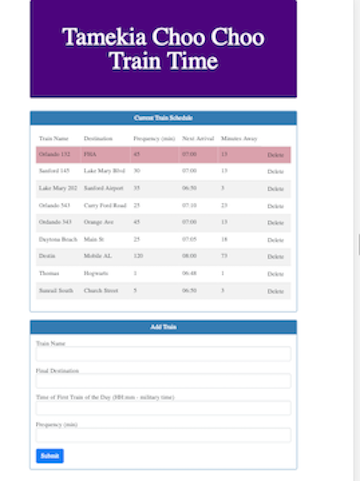 Tamekia Choo Choo
Train Time
Current Train Schedule
Train Name Destination Frequency (min) Next Arrival Minutes Away
Orlando 132 45 07:00 13 Delete
Sanford 145 Lake Mary Blvd 30 07:00 13 Delete
Lake Mary 202 Sanford Airport 35 06:50 3 Delete
Orlando 543 Curry Ford Road 25 07:10 23 Delete
Orlando 543 Orange Ave 45 07:00 13 Delete
Daytona Beach Main St 25 07:05 18 Delete
Destin Mobile AL 120 08:00 73 Delete
Thomas Hogwarts 1 06:48 1 Delete
South Church Street 5 06:50 3 Delete
Add Train
Train Name
Final Destination
Time of First Train of the Day (HH:mm - military time)
Frequency (min)
Submit